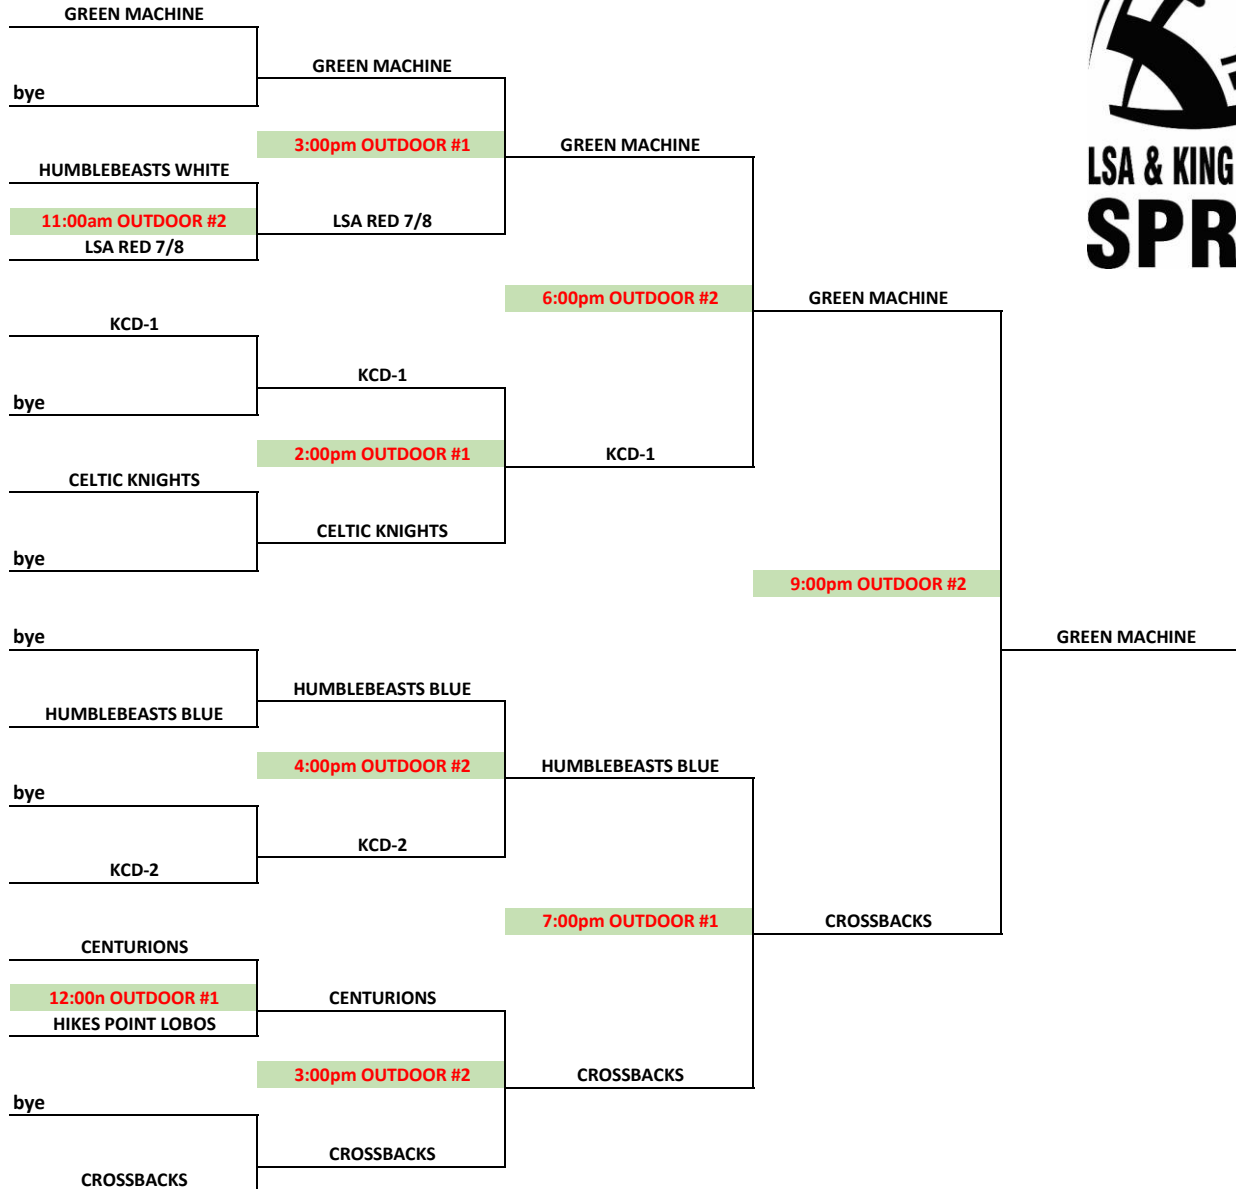 GREEN MACHINE
GREEN MACHINE
bye
3:00pm OUTDOOR #1
GREEN MACHINE
HUMBLEBEASTS WHITE
LSA & KING
11:00am OUTDOOR #2
LSA RED 7/8
SPR
LSA RED 7/8
6:00pm OUTDOOR #2
GREEN MACHINE
KCD-1
KCD-1
bye
2:00pm OUTDOOR #1
KCD-1
CELTIC KNIGHTS
CELTIC KNIGHTS
bye
9:00pm OUTDOOR #2
bye
GREEN MACHINE
HUMBLEBEASTS BLUE
HUMBLEBEASTS BLUE
4:00pm OUTDOOR #2
HUMBLEBEASTS BLUE
bye
KCD-2
KCD-2
7:00pm OUTDOOR #1
CROSSBACKS
CENTURIONS
12:00n OUTDOOR #1
CENTURIONS
HIKES POINT LOBOS
3:00pm OUTDOOR #2
CROSSBACKS
bye
CROSSBACKS
CROSSBACKS